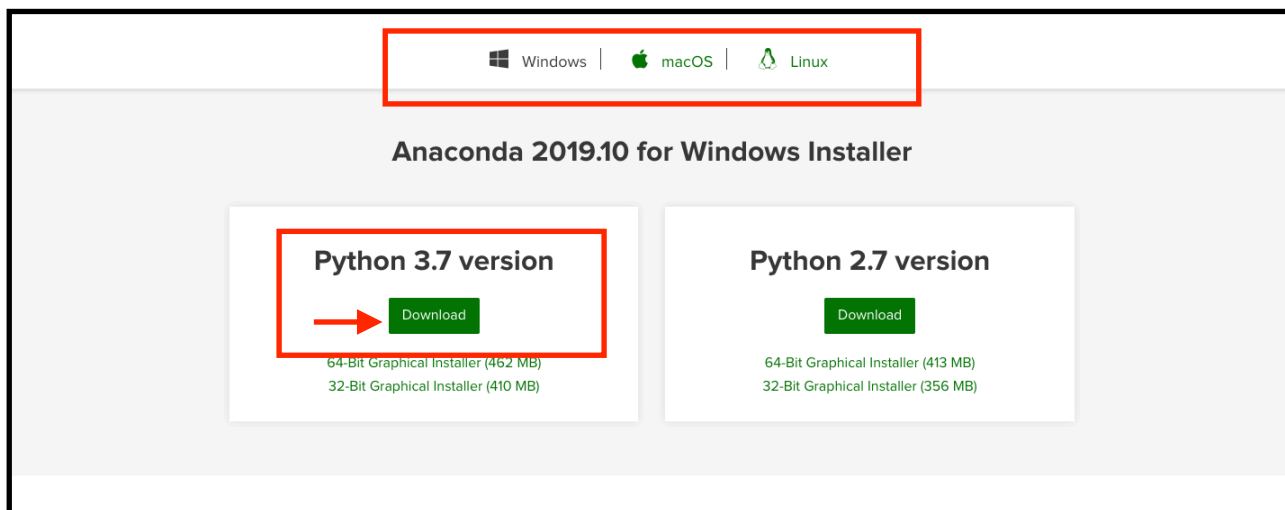 Windows | macOS | Linux
Anaconda 2019.10 for Windows Installer
Python 3.7 version
Download
64-Bit Graphical Installer (462 MB)
32-Bit Graphical Installer (410 MB)
Python 2.7 version
Download
64-Bit Graphical Installer (413 MB)
32-Bit Graphical Installer (356 MB)